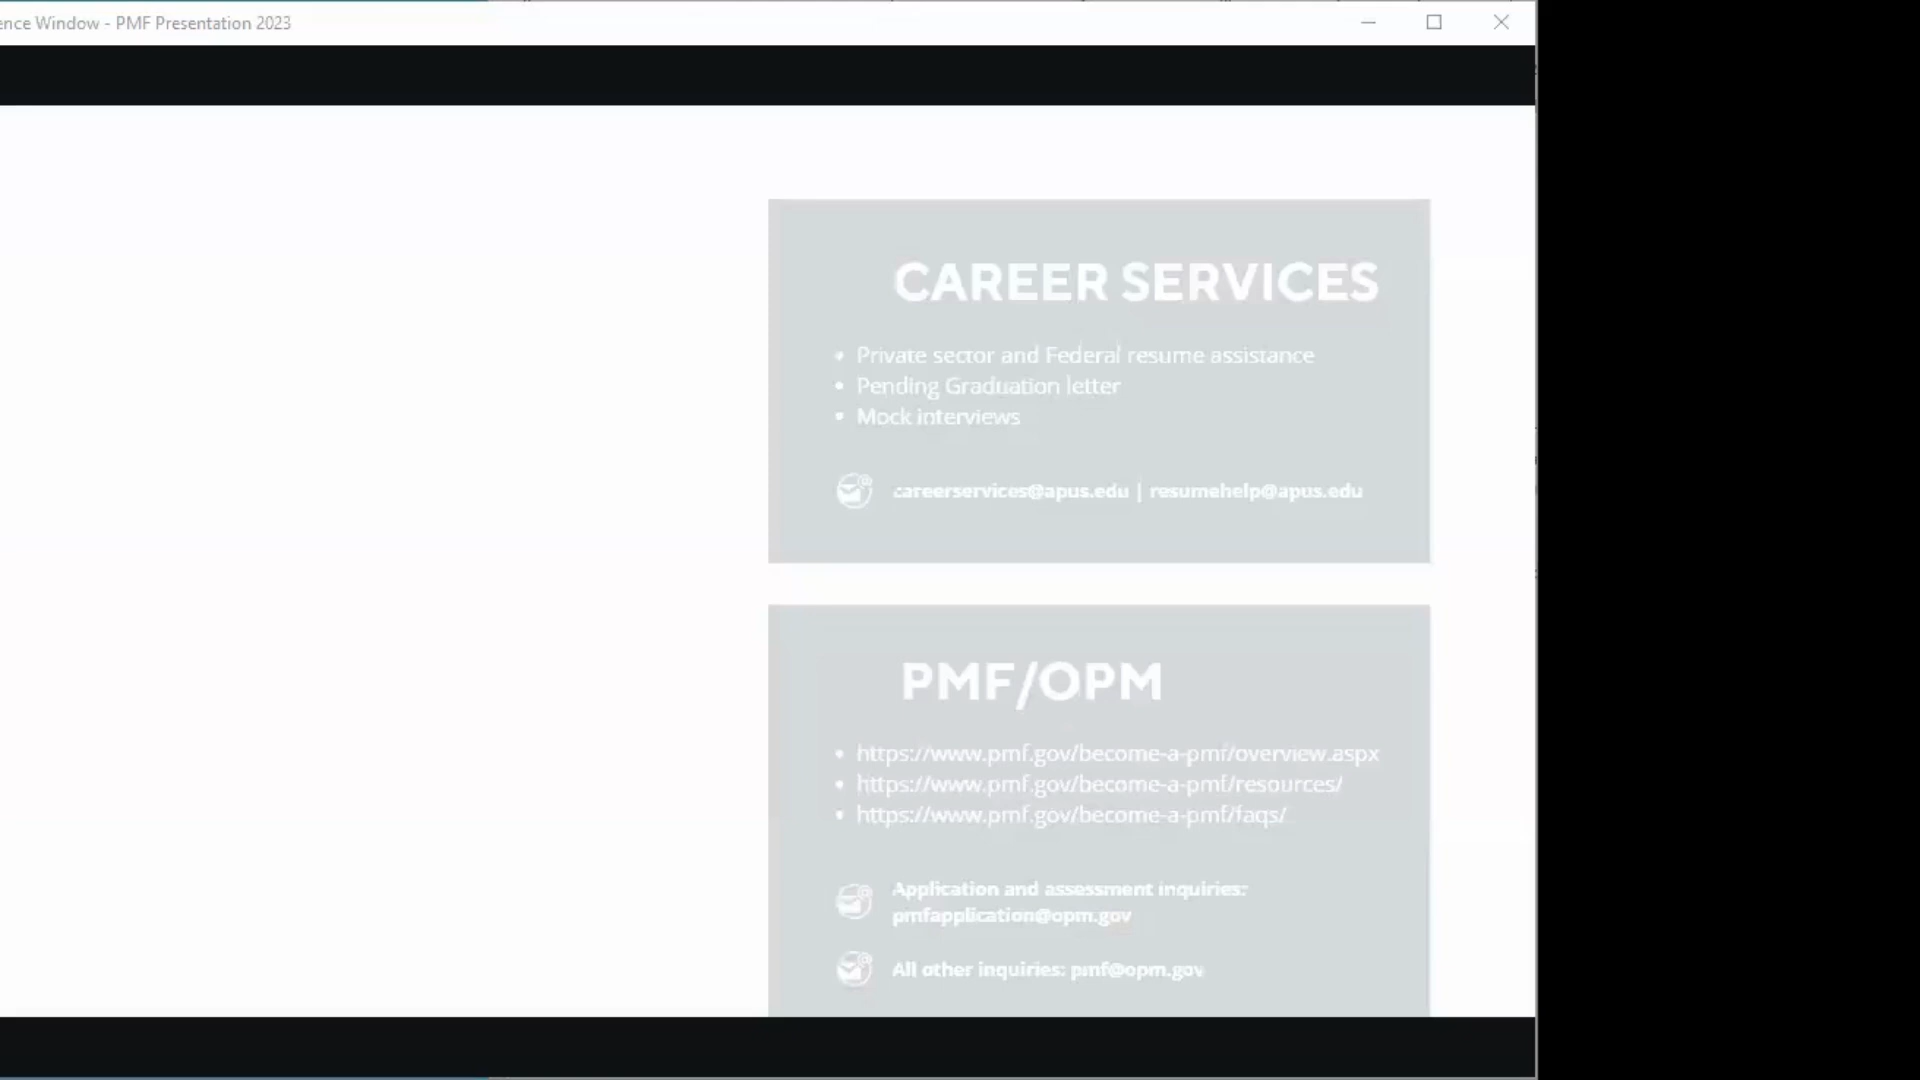 ence Window - PMF Presentation 2023
CAREER SERVICES
• Private sector and Federal resume assistance
• Pending Graduation letter
• Mock interviews
careerservices@apus.edu | resumehelp@apus.edu
PMF/OPM
• https://www.pmf.gov/become-a-pmf/overview.aspx
• https://www.pmf.gov/become-a-pmf/resources/
• https://www.pmf.gov/become-a-pmf/faqs/
Application and assessment inquiries:
pmfapplication@opm.gov
All other inquiries: pmf@opm.gov